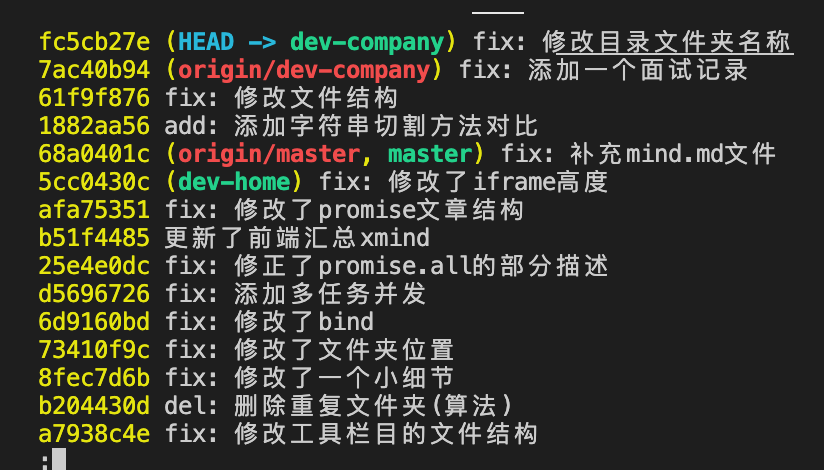 fc5cb27e (HEAD -> dev-company) fix: 修改目录文件夹名称
7ac40b94 (origin/dev-company) fix: 添加一个面试记录
61f9f876 fix: 修改文件结构
1882aa56 add: 添加字符串切割方法对比
68a0401c (origin/master, master) fix: 补充mind.md文件
5cc0430c (dev-home) fix: 修改了iframe高度
afa75351 fix: 修改了promise文章结构
b51f4485 更新了前端汇总xmind
25e4e0dc fix: 修正了promise.all的部分描述
d5696726 fix: 添加多任务并发
6d9160bd fix: 修改了bind
73410f9c fix: 修改了文件夹位置
8fec7d6b fix: 修改了一个小细节
b204430d del: 删除重复文件夹(算法)
a7938c4e fix: 修改工具栏目的文件结构
: